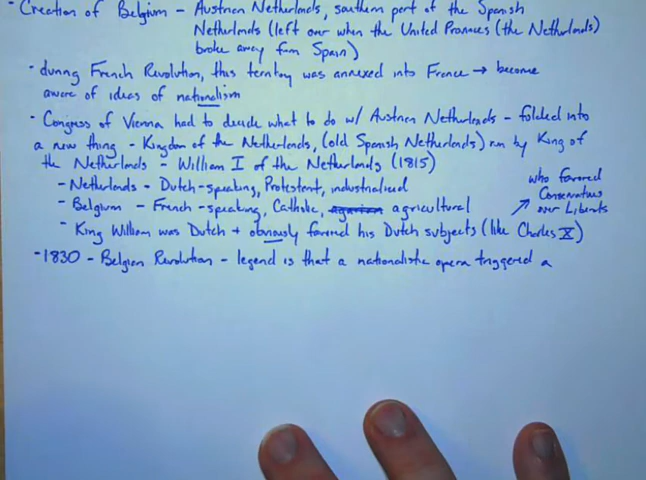 - Creation of Belgium - Austrian Netherlands, southern part of the Spanish
Netherlands (left over when the United Provinces (the Netherlands)
broke away from Spain)
- during French Revolution, this territory was annexed into France → become
aware of ideas of nationalism
- Congress of Vienna had to decide what to do w/ Austrian Netherlands - folded into
a new thing - Kingdom of the Netherlands, (old Spanish Netherlands) run by King of
the Netherlands - William I of the Netherlands (1815)
- Netherlands - Dutch-speaking, Protestant, industrialized
- Belgium - French-speaking, Catholic, agrarian agricultural
who favored
Conservatives
over Liberals
- King William was Dutch + obviously favored his Dutch subjects (like Charles X)
- 1830 - Belgian Revolution - legend is that a nationalistic opera triggered a